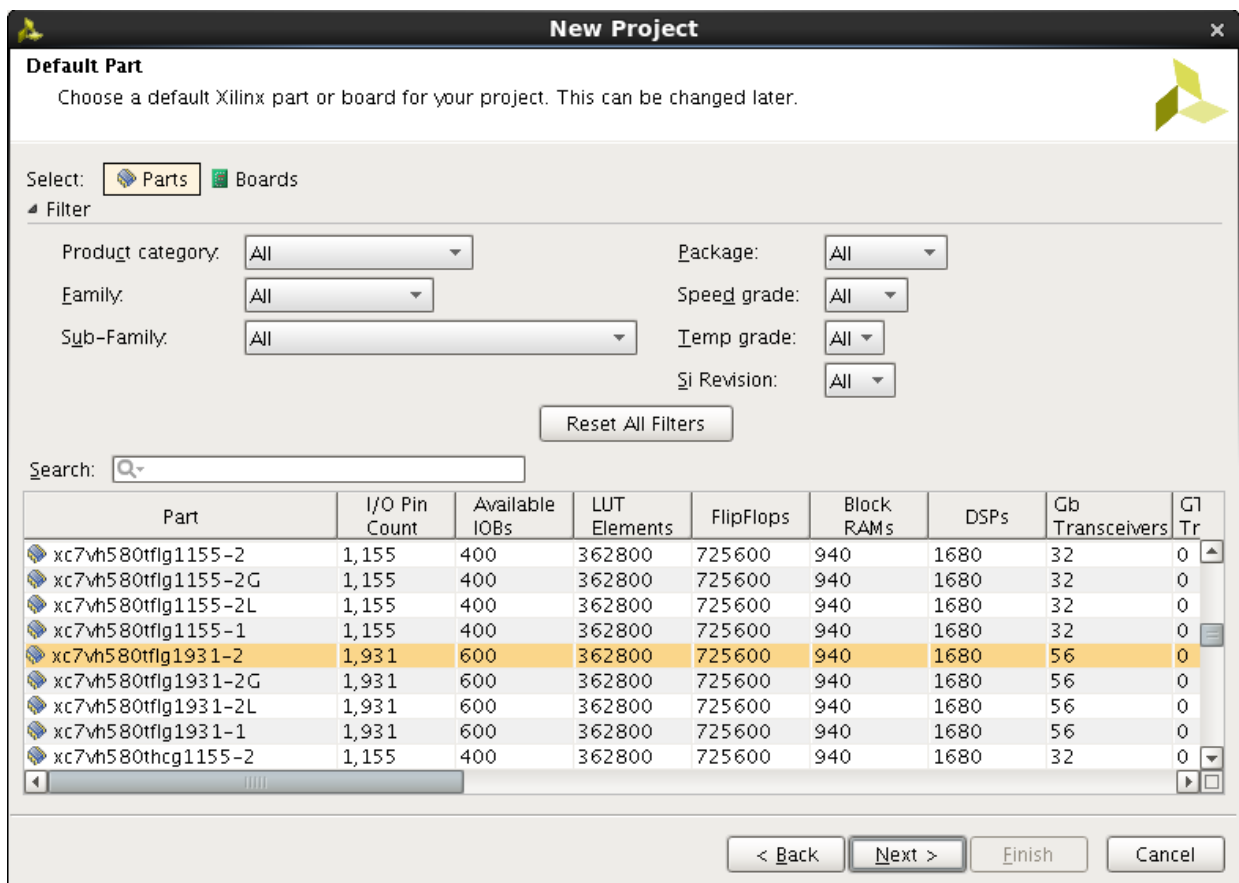 New Project
Default Part
Choose a default Xilinx part or board for your project. This can be changed later.
Select: Parts Boards
Filter
Product category: All Package: All
Family: All Speed grade: All
Sub-Family: All Temp grade: All
Si Revision: All
Reset All Filters
Search:
Part I/O Pin Count Available IOBs LUT Elements FlipFlops Block RAMs DSPs Gb Transceivers GT Tr
xc7vh580tflg1155-2 1,155 400 362800 725600 940 1680 32 0
xc7vh580tflg1155-2G 1,155 400 362800 725600 940 1680 32 0
xc7vh580tflg1155-2L 1,155 400 362800 725600 940 1680 32 0
xc7vh580tflg1155-1 1,155 400 362800 725600 940 1680 32 0
xc7vh580tflg1931-2 1,931 600 362800 725600 940 1680 56 0
xc7vh580tflg1931-2G 1,931 600 362800 725600 940 1680 56 0
xc7vh580tflg1931-2L 1,931 600 362800 725600 940 1680 56 0
xc7vh580tflg1931-1 1,931 600 362800 725600 940 1680 56 0
xc7vh580thcg1155-2 1,155 400 362800 725600 940 1680 32 0
< Back Next > Finish Cancel